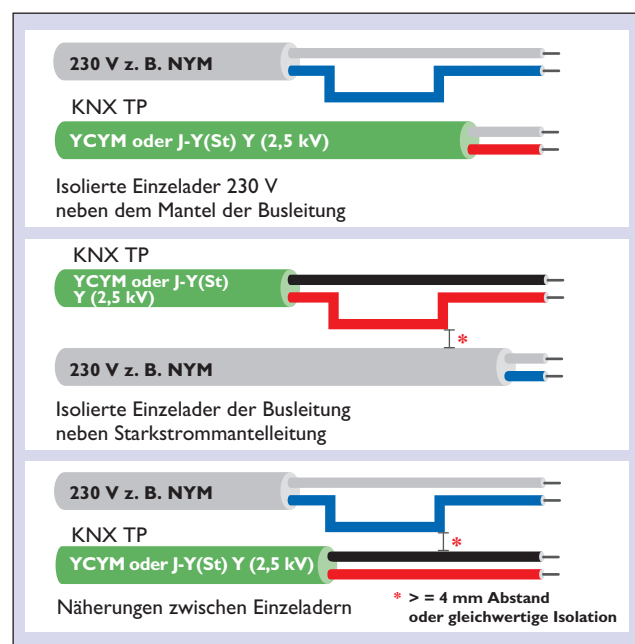 230 V z. B. NYM
KNX TP
YCYM oder J-Y(St) Y (2,5 kV)
Isolierte Einzelader 230 V
neben dem Mantel der Busleitung
KNX TP
YCYM oder J-Y(St)
Y (2,5 kV)
*
230 V z. B. NYM
Isolierte Einzelader der Busleitung
neben Starkstrommantelleitung
230 V z. B. NYM
KNX TP
*
YCYM oder J-Y(St) Y (2,5 kV)
Näherungen zwischen Einzeladern
* > = 4 mm Abstand
oder gleichwertige Isolation